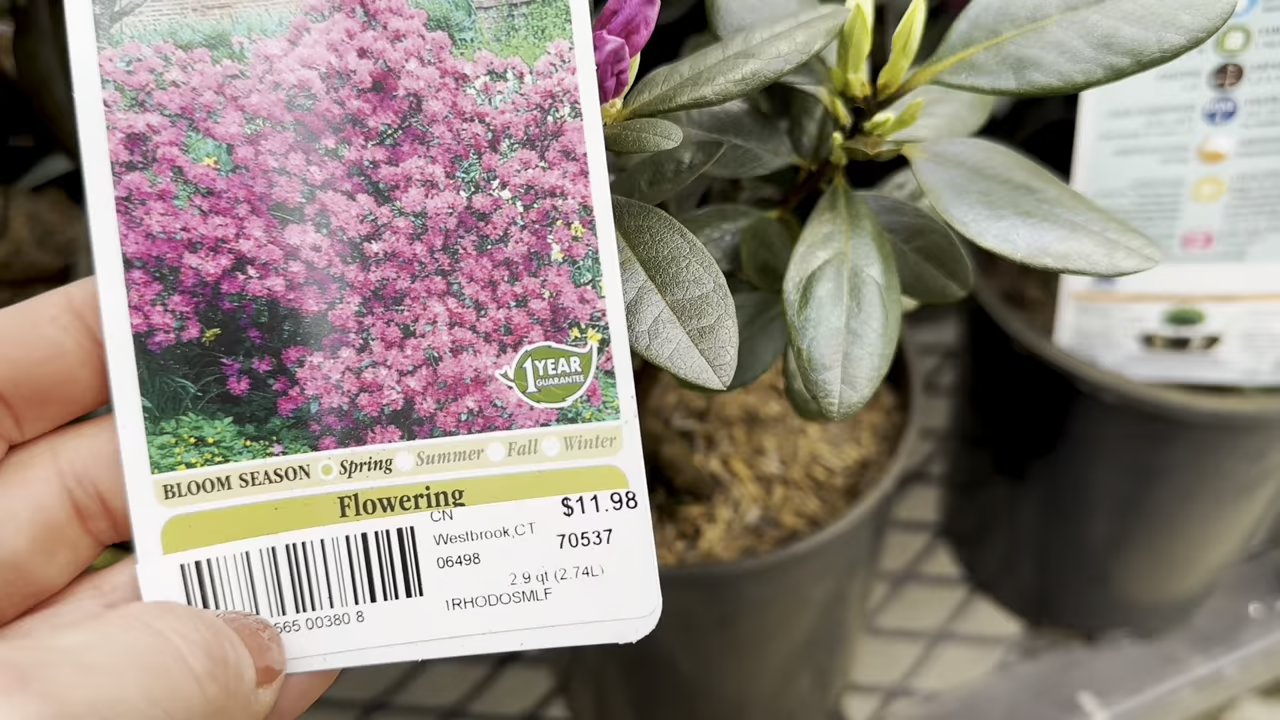 1 YEAR
GUARANTEE
BLOOM SEASON Spring Summer Fall Winter
Flowering
CN
$11.98
Westbrook,CT
70537
06498
2.9 qt (2.74L)
1RHODOSMLF
565 00380 8